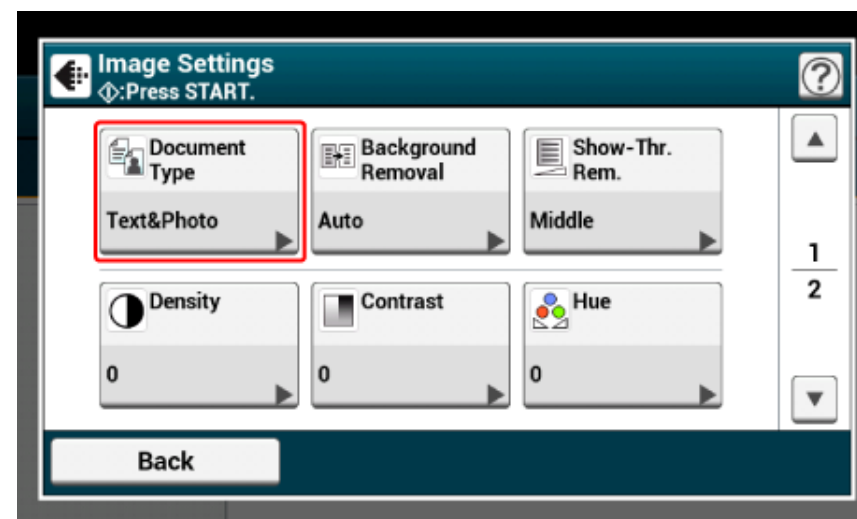 Image Settings
:Press START.
?
Document
Type
Text&Photo
Background
Removal
Auto
Show-Thr.
Rem.
Middle
Density
0
Contrast
0
Hue
0
1
2
Back